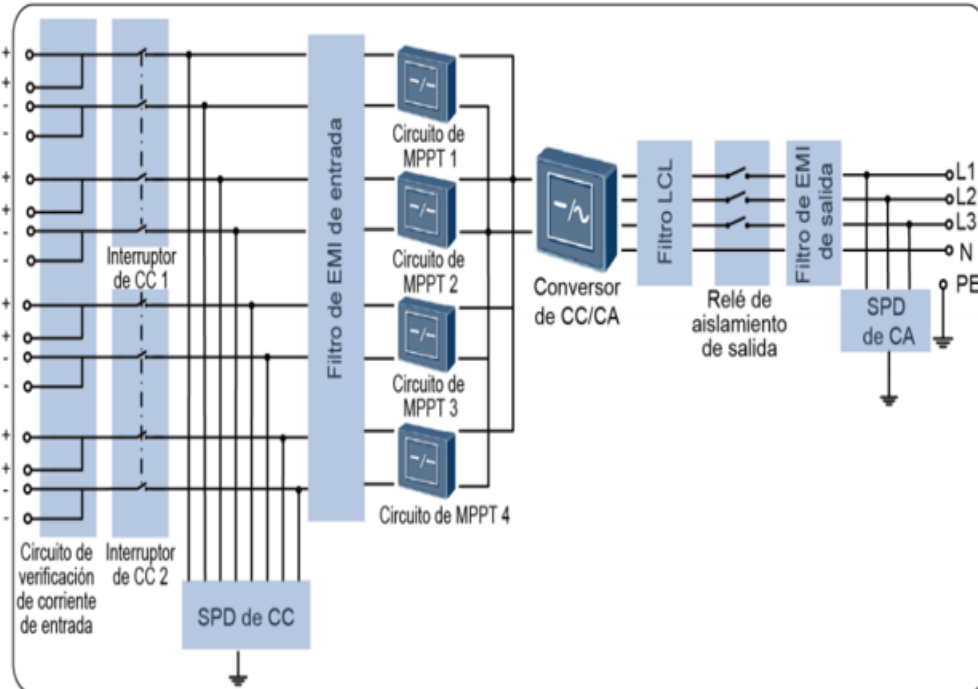 +
+
-
-
+
+
-
-
+
+
-
-
+
+
-
-
Circuito de
verificación
de corriente
de entrada
Interruptor
de CC 1
Interruptor
de CC 2
SPD de CC
Filtro de EMI de entrada
Circuito de
MPPT 1
Circuito de
MPPT 2
Circuito de
MPPT 3
Circuito de MPPT 4
Conversor
de CC/CA
Filtro LCL
Relé de
aislamiento
de salida
Filtro de EMI
de salida
SPD
de CA
L1
L2
L3
N
PE